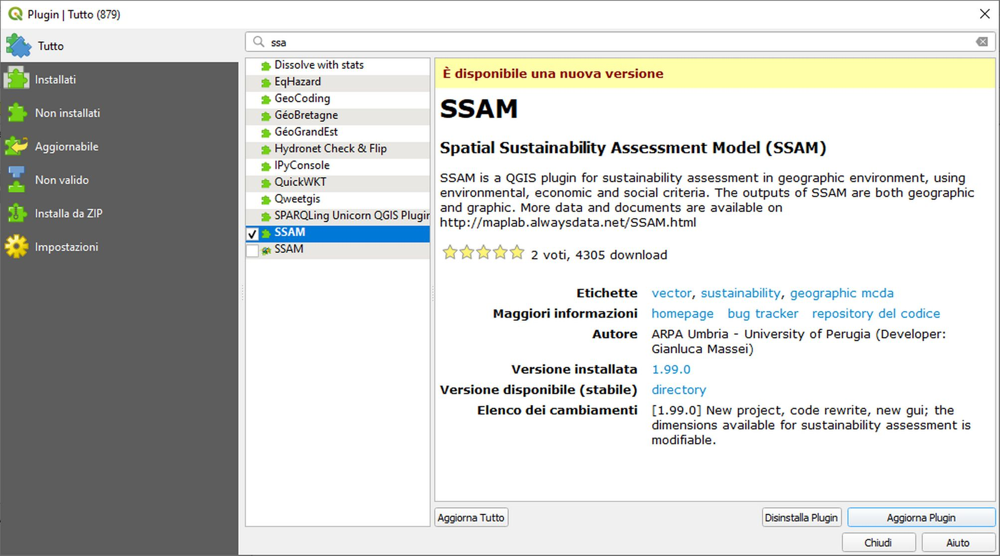 Plugin | Tutto (879)
Tutto
Installati
Non installati
Aggiornabile
Non valido
Installa da ZIP
Impostazioni
ssa
Dissolve with stats
EqHazard
GeoCoding
GéoBretagne
GéoGrandEst
Hydronet Check & Flip
IPyConsole
QuickWKT
Qweetgis
SPARQLing Unicorn QGIS Plugin
SSAM
SSAM
È disponibile una nuova versione
SSAM
Spatial Sustainability Assessment Model (SSAM)
SSAM is a QGIS plugin for sustainability assessment in geographic environment, using
environmental, economic and social criteria. The outputs of SSAM are both geographic
and graphic. More data and documents are available on
http://maplab.alwaysdata.net/SSAM.html
2 voti, 4305 download
Etichette vector, sustainability, geographic mcda
Maggiori informazioni homepage bug tracker repository del codice
Autore ARPA Umbria - University of Perugia (Developer:
Gianluca Massei)
Versione installata 1.99.0
Versione disponibile (stabile) directory
Elenco dei cambiamenti [1.99.0] New project, code rewrite, new gui; the
dimensions available for sustainability assessment is
modifiable.
Aggiorna Tutto
Disinstalla Plugin
Aggiorna Plugin
Chiudi
Aiuto